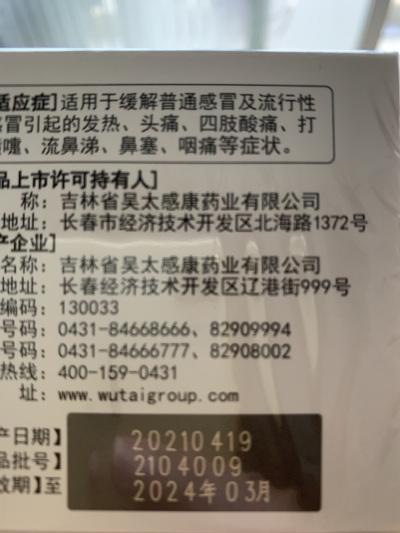 适应症]适用于缓解普通感冒及流行性
感冒引起的发热、头痛、四肢酸痛、打
喷嚏、流鼻涕、鼻塞、咽痛等症状。
品上市许可持有人]
称：吉林省吴太感康药业有限公司
地址：长春市经济技术开发区北海路1372号
产企业]
名称：吉林省吴太感康药业有限公司
地址：长春经济技术开发区辽港街999号
编码：130033
号码：0431-84668666、82909994
号码：0431-84666777、82908002
热线：400-159-0431
址：www.wutaigroup.com
产日期】 20210419
品批号】 2104009
效期】至 2024年03月